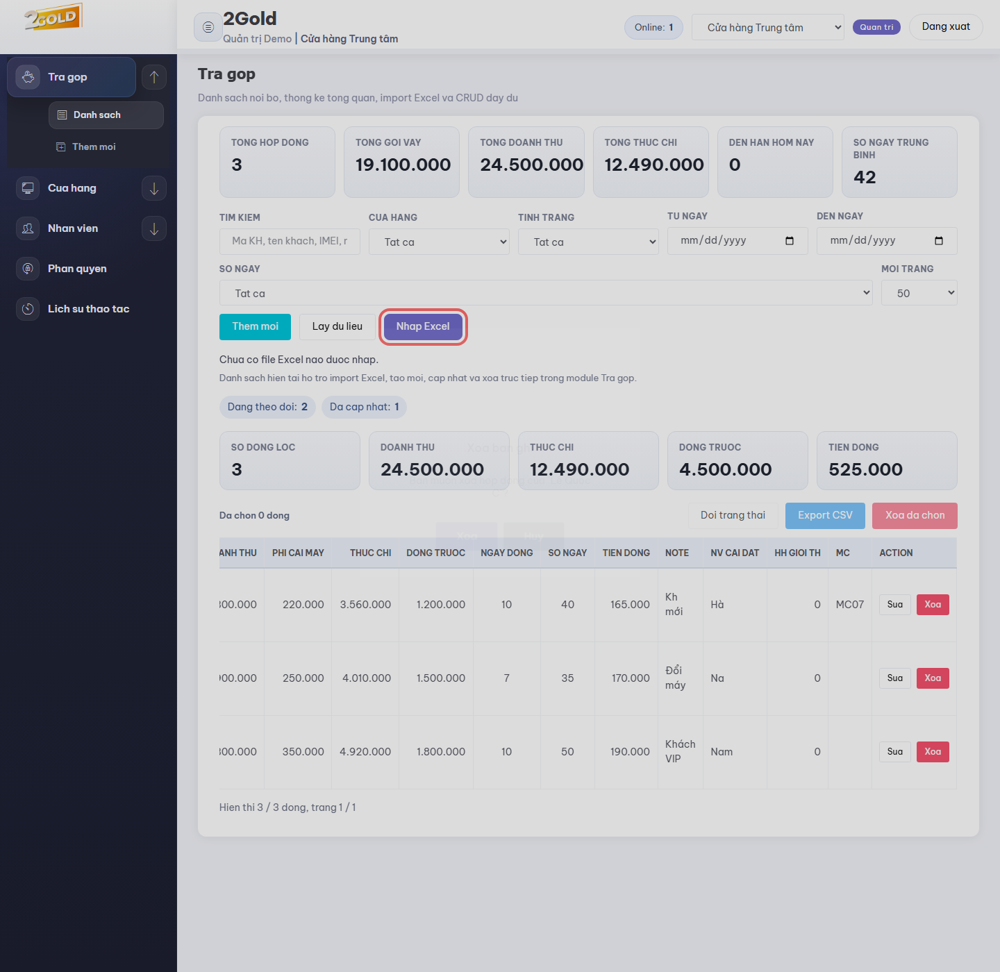 2GOLD
2Gold
Quản trị Demo | Cửa hàng Trung tâm
Online: 1
Cửa hàng Trung tâm
Quan tri
Dang xuat
Tra gop
Danh sach
Them moi
Cua hang
Nhan vien
Phan quyen
Lich su thao tac
Tra gop
Danh sach noi bo, thong ke tong quan, import Excel va CRUD day du
TONG HOP DONG
3
TONG GOI VAY
19.100.000
TONG DOANH THU
24.500.000
TONG THUC CHI
12.490.000
DEN HAN HOM NAY
0
SO NGAY TRUNG
BINH
42
TIM KIEM
Ma KH, ten khach, IMEI, r
CUA HANG
Tat ca
TINH TRANG
Tat ca
TU NGAY
mm/dd/yyyy
DEN NGAY
mm/dd/yyyy
SO NGAY
Tat ca
MOI TRANG
50
Them moi
Lay du lieu
Nhap Excel
Chua co file Excel nao duoc nhap.
Danh sach hien tai ho tro import Excel, tao moi, cap nhat va xoa truc tiep trong module Tra gop.
Dang theo doi: 2
Da cap nhat: 1
SO DONG LOC
3
DOANH THU
24.500.000
THUC CHI
12.490.000
DONG TRUOC
4.500.000
TIEN DONG
525.000
Da chon 0 dong
Doi trang thai
Export CSV
Xoa da chon
ANH THU PHI CAI MAY THUC CHI DONG TRUOC NGAY DONG SO NGAY TIEN DONG NOTE NV CAI DAT HH GIOI TH MC ACTION
300.000 220.000 3.560.000 1.200.000 10 40 165.000 Kh mới Hà 0 MC07 Sua Xoa
900.000 250.000 4.010.000 1.500.000 7 35 170.000 Đổi máy Na 0 Sua Xoa
300.000 350.000 4.920.000 1.800.000 10 50 190.000 Khách VIP Nam 0 Sua Xoa
Hien thi 3 / 3 dong, trang 1 / 1